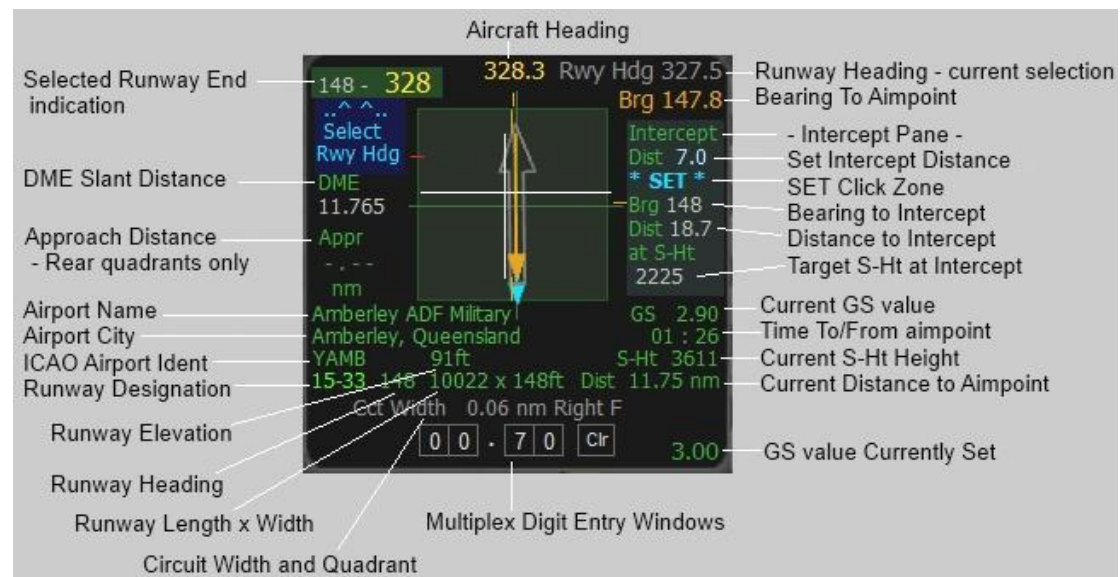 Aircraft Heading
Selected Runway End
indication
148 - 328
328.3 Rwy Hdg 327.5
Runway Heading - current selection
Brg 147.8
Bearing To Aimpoint
..^ ^..
Select
Rwy Hdg
Intercept
- Intercept Pane -
Dist 7.0
Set Intercept Distance
DME Slant Distance
DME
* SET *
SET Click Zone
11.765
Brg 148
Bearing to Intercept
Approach Distance
- Rear quadrants only
Appr
-.--
nm
Dist 18.7
Distance to Intercept
at S-Ht
2225
Target S-Ht at Intercept
Airport Name
Amberley ADF Military
GS 2.90
Current GS value
Airport City
Amberley, Queensland
01 : 26
Time To/From aimpoint
ICAO Airport Ident
YAMB 91ft
S-Ht 3611
Current S-Ht Height
Runway Designation
15-33 148 10022 x 148ft Dist 11.75 nm
Current Distance to Aimpoint
Cct Width 0.06 nm Right F
Runway Elevation
0 0 . 7 0 Clr
3.00
GS value Currently Set
Runway Heading
Runway Length x Width
Multiplex Digit Entry Windows
Circuit Width and Quadrant